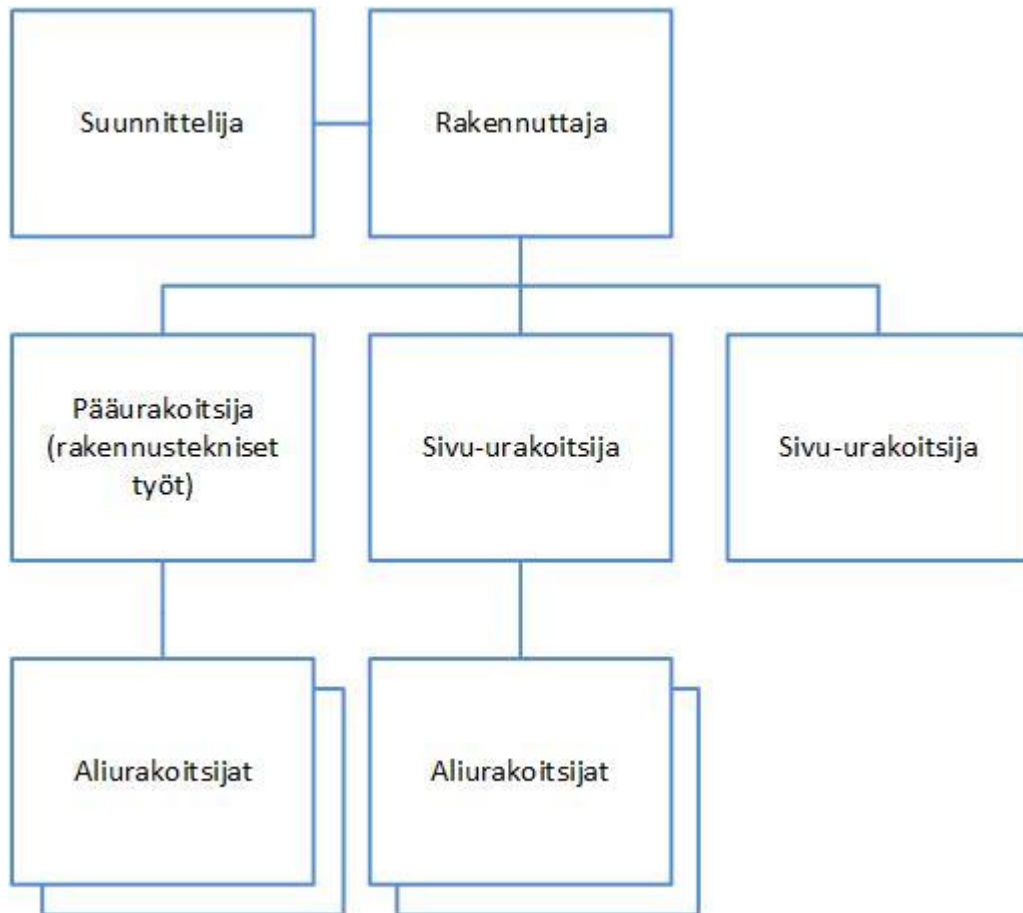 Suunnittelija
Rakennuttaja
Pääurakoitsija
(rakennustekniset
työt)
Sivu-urakoitsija
Sivu-urakoitsija
Aliurakoitsijat
Aliurakoitsijat